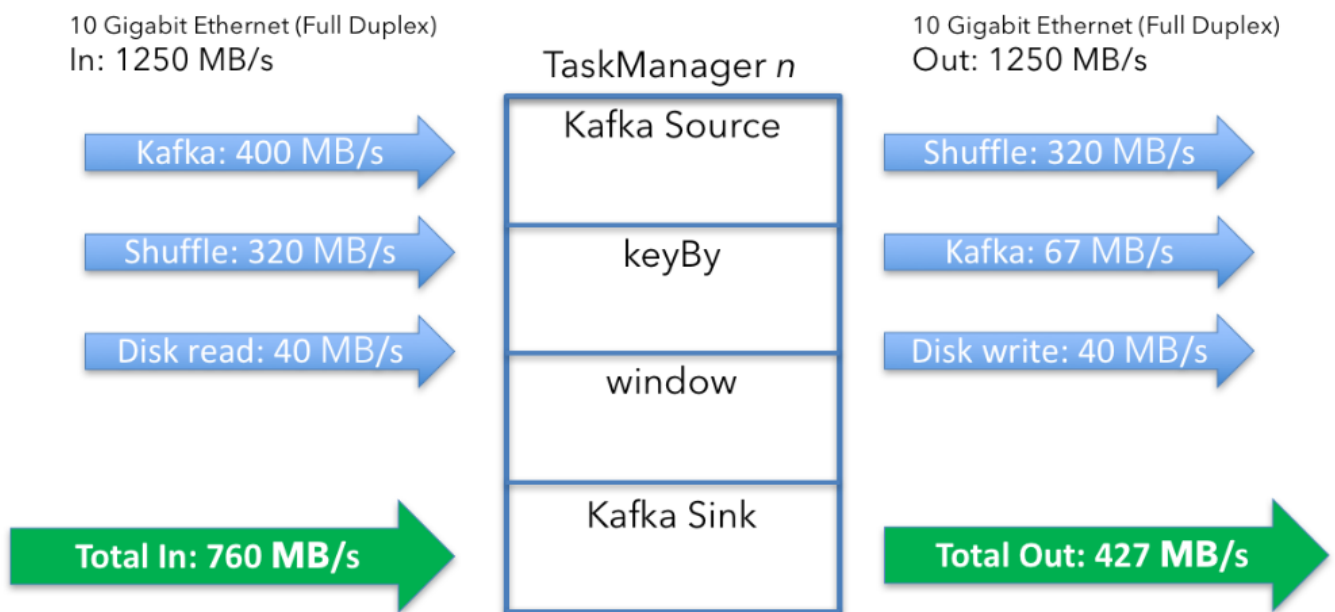 10 Gigabit Ethernet (Full Duplex)
In: 1250 MB/s
Kafka: 400 MB/s
Shuffle: 320 MB/s
Disk read: 40 MB/s
Total In: 760 MB/s
TaskManager n
Kafka Source
keyBy
window
Kafka Sink
10 Gigabit Ethernet (Full Duplex)
Out: 1250 MB/s
Shuffle: 320 MB/s
Kafka: 67 MB/s
Disk write: 40 MB/s
Total Out: 427 MB/s